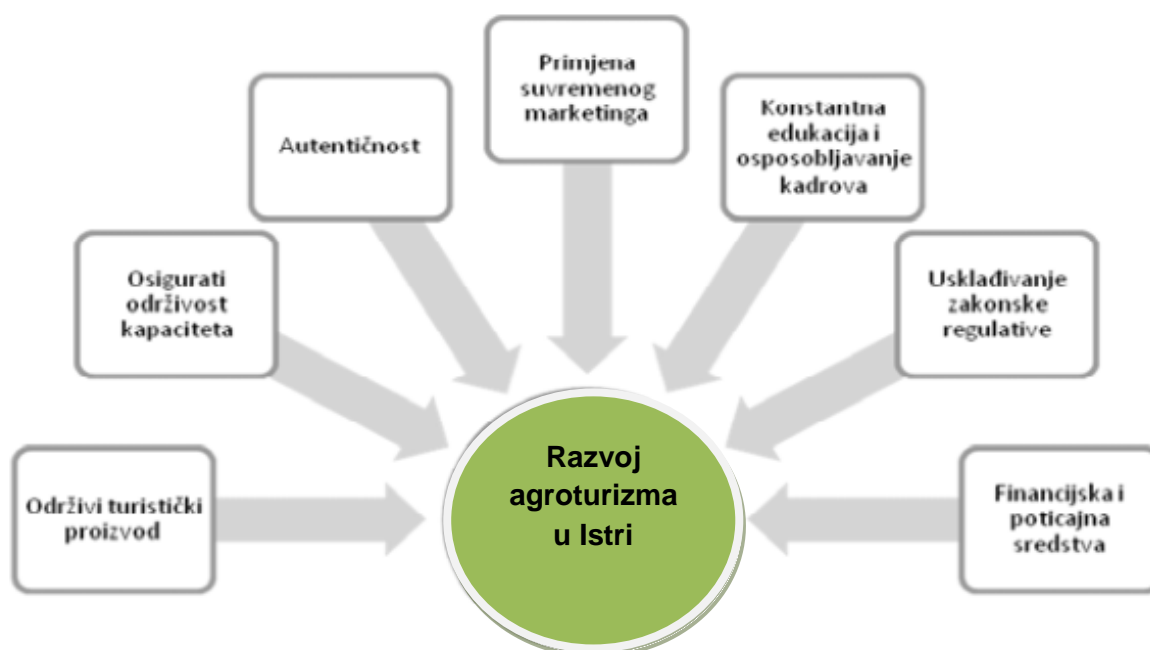 Primjena
suvremenog
marketinga
Autentičnost
Konstantna
edukacija i
osposobljavanje
kadrova
Osigurati
održivost
kapaciteta
Usklađivanje
zakonske
regulative
Održivi turistički
proizvod
Razvoj
agroturizma
u Istri
Financijska i
poticajna
sredstva